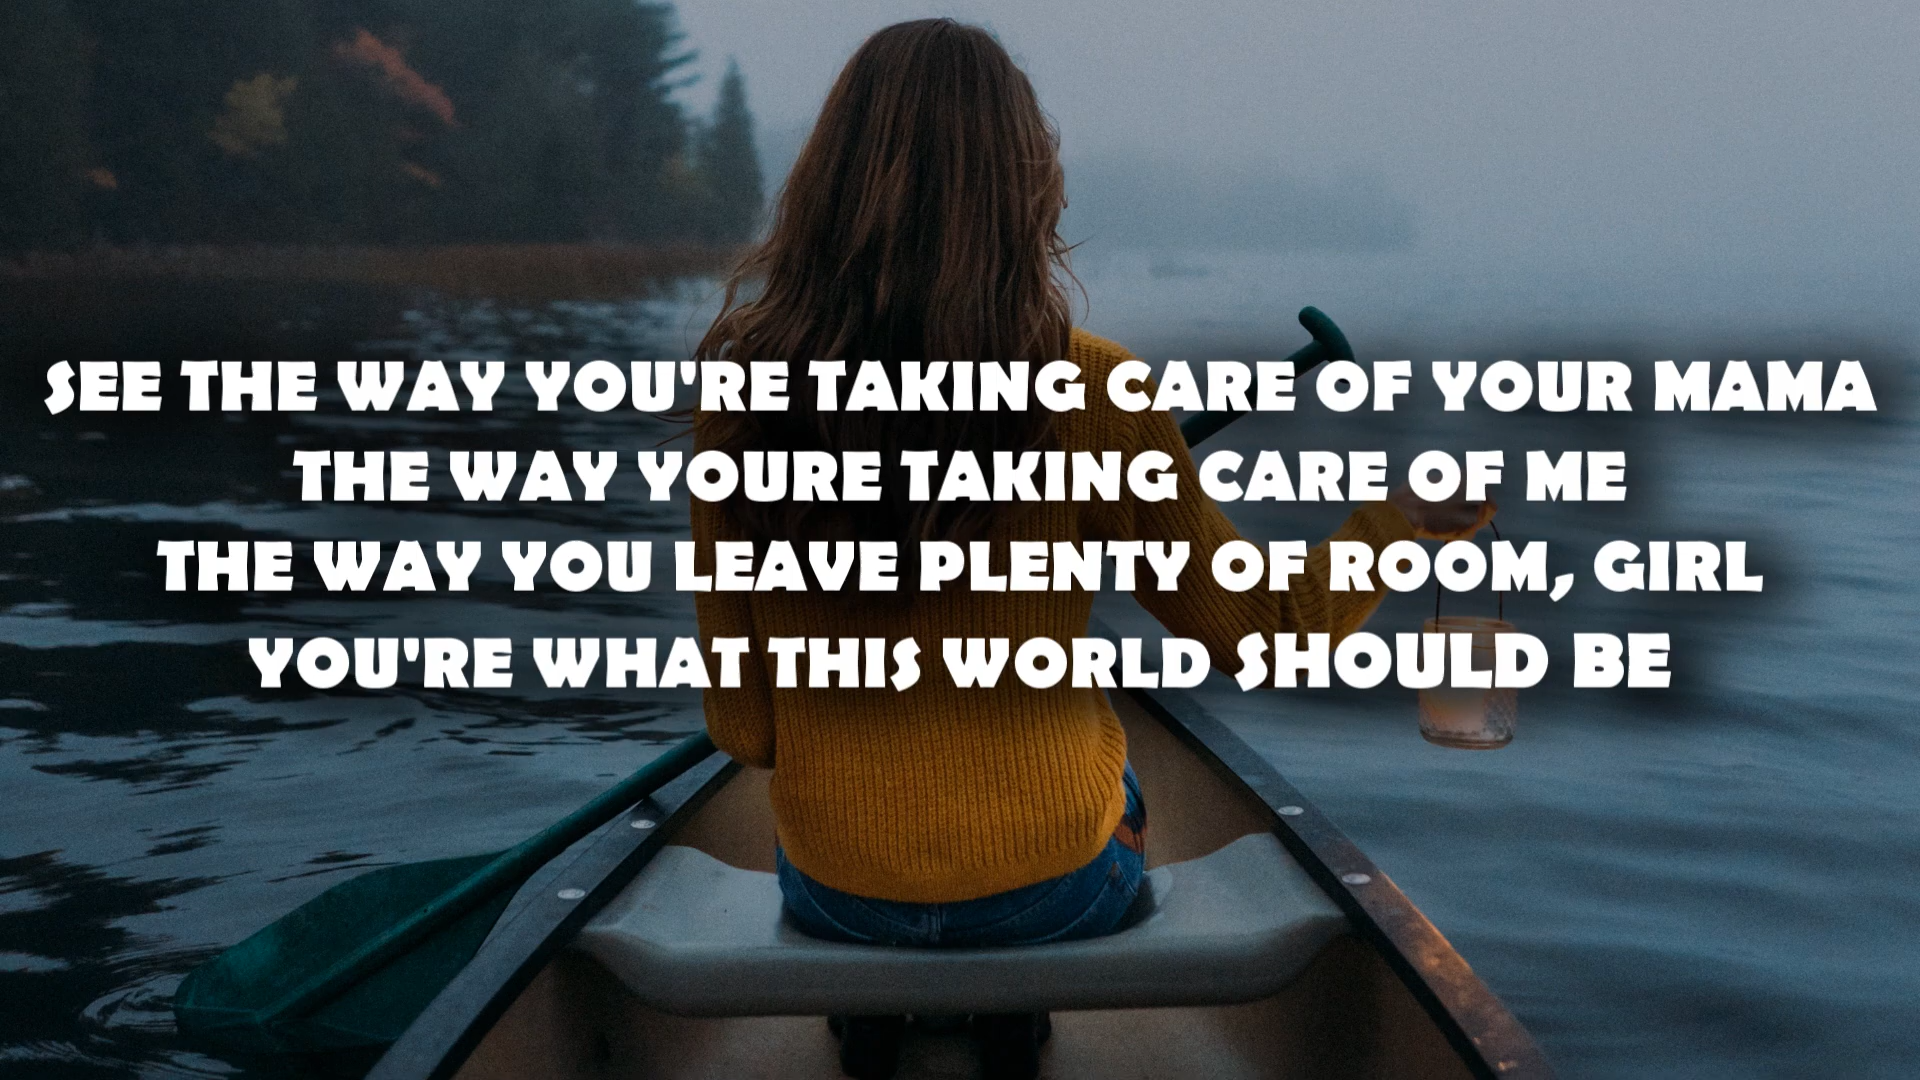 SEE THE WAY YOU'RE TAKING CARE OF YOUR MAMA
THE WAY YOURE TAKING CARE OF ME
THE WAY YOU LEAVE PLENTY OF ROOM, GIRL
YOU'RE WHAT THIS WORLD SHOULD BE